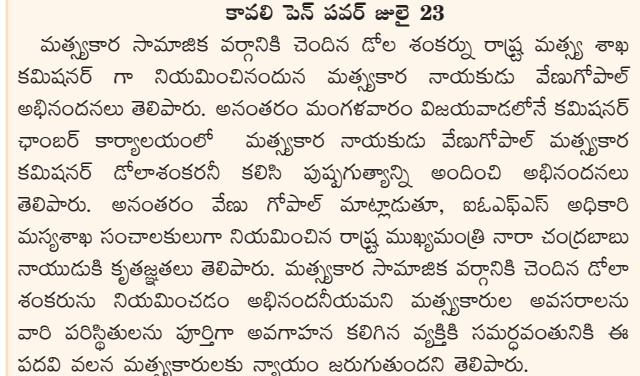 కావలి పెన్ పవర్ జులై 23
మత్స్యకార సామాజిక వర్గానికి చెందిన డోల శంకర్ను రాష్ట్ర మత్స్య శాఖ
కమిషనర్ గా నియమించినందున మత్స్యకార నాయకుడు వేణుగోపాల్
అభినందనలు తెలిపారు. అనంతరం మంగళవారం విజయవాడలోనే కమిషనర్
ఛాంబర్ కార్యాలయంలో మత్స్యకార నాయకుడు వేణుగోపాల్ మత్స్యకార
కమిషనర్ డోలాశంకరనీ కలిసి పుష్పగుత్యాన్ని అందించి అభినందనలు
తెలిపారు. అనంతరం వేణు గోపాల్ మాట్లాడుతూ, ఐఓఎఫ్ఎస్ అధికారి
మస్యశాఖ సంచాలకులుగా నియమించిన రాష్ట్ర ముఖ్యమంత్రి నారా చంద్రబాబు
నాయుడుకి కృతజ్ఞతలు తెలిపారు. మత్స్యకార సామాజిక వర్గానికి చెందిన డోలా
శంకరును నియమించడం అభినందనీయమని మత్స్యకారుల అవసరాలను
వారి పరిస్థితులను పూర్తిగా అవగాహన కలిగిన వ్యక్తికి సమర్ధవంతునికి ఈ
పదవి వలన మత్స్యకారులకు న్యాయం జరుగుతుందని తెలిపారు.